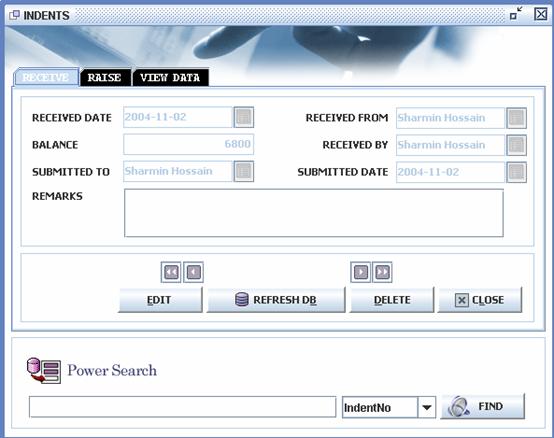 INDENTS
RECEIVE RAISE VIEW DATA
RECEIVED DATE 2004-11-02 RECEIVED FROM Sharmin Hossain
BALANCE 6800 RECEIVED BY Sharmin Hossain
SUBMITTED TO Sharmin Hossain SUBMITTED DATE 2004-11-02
REMARKS
EDIT REFRESH DB DELETE CLOSE
Power Search
IndentNo FIND